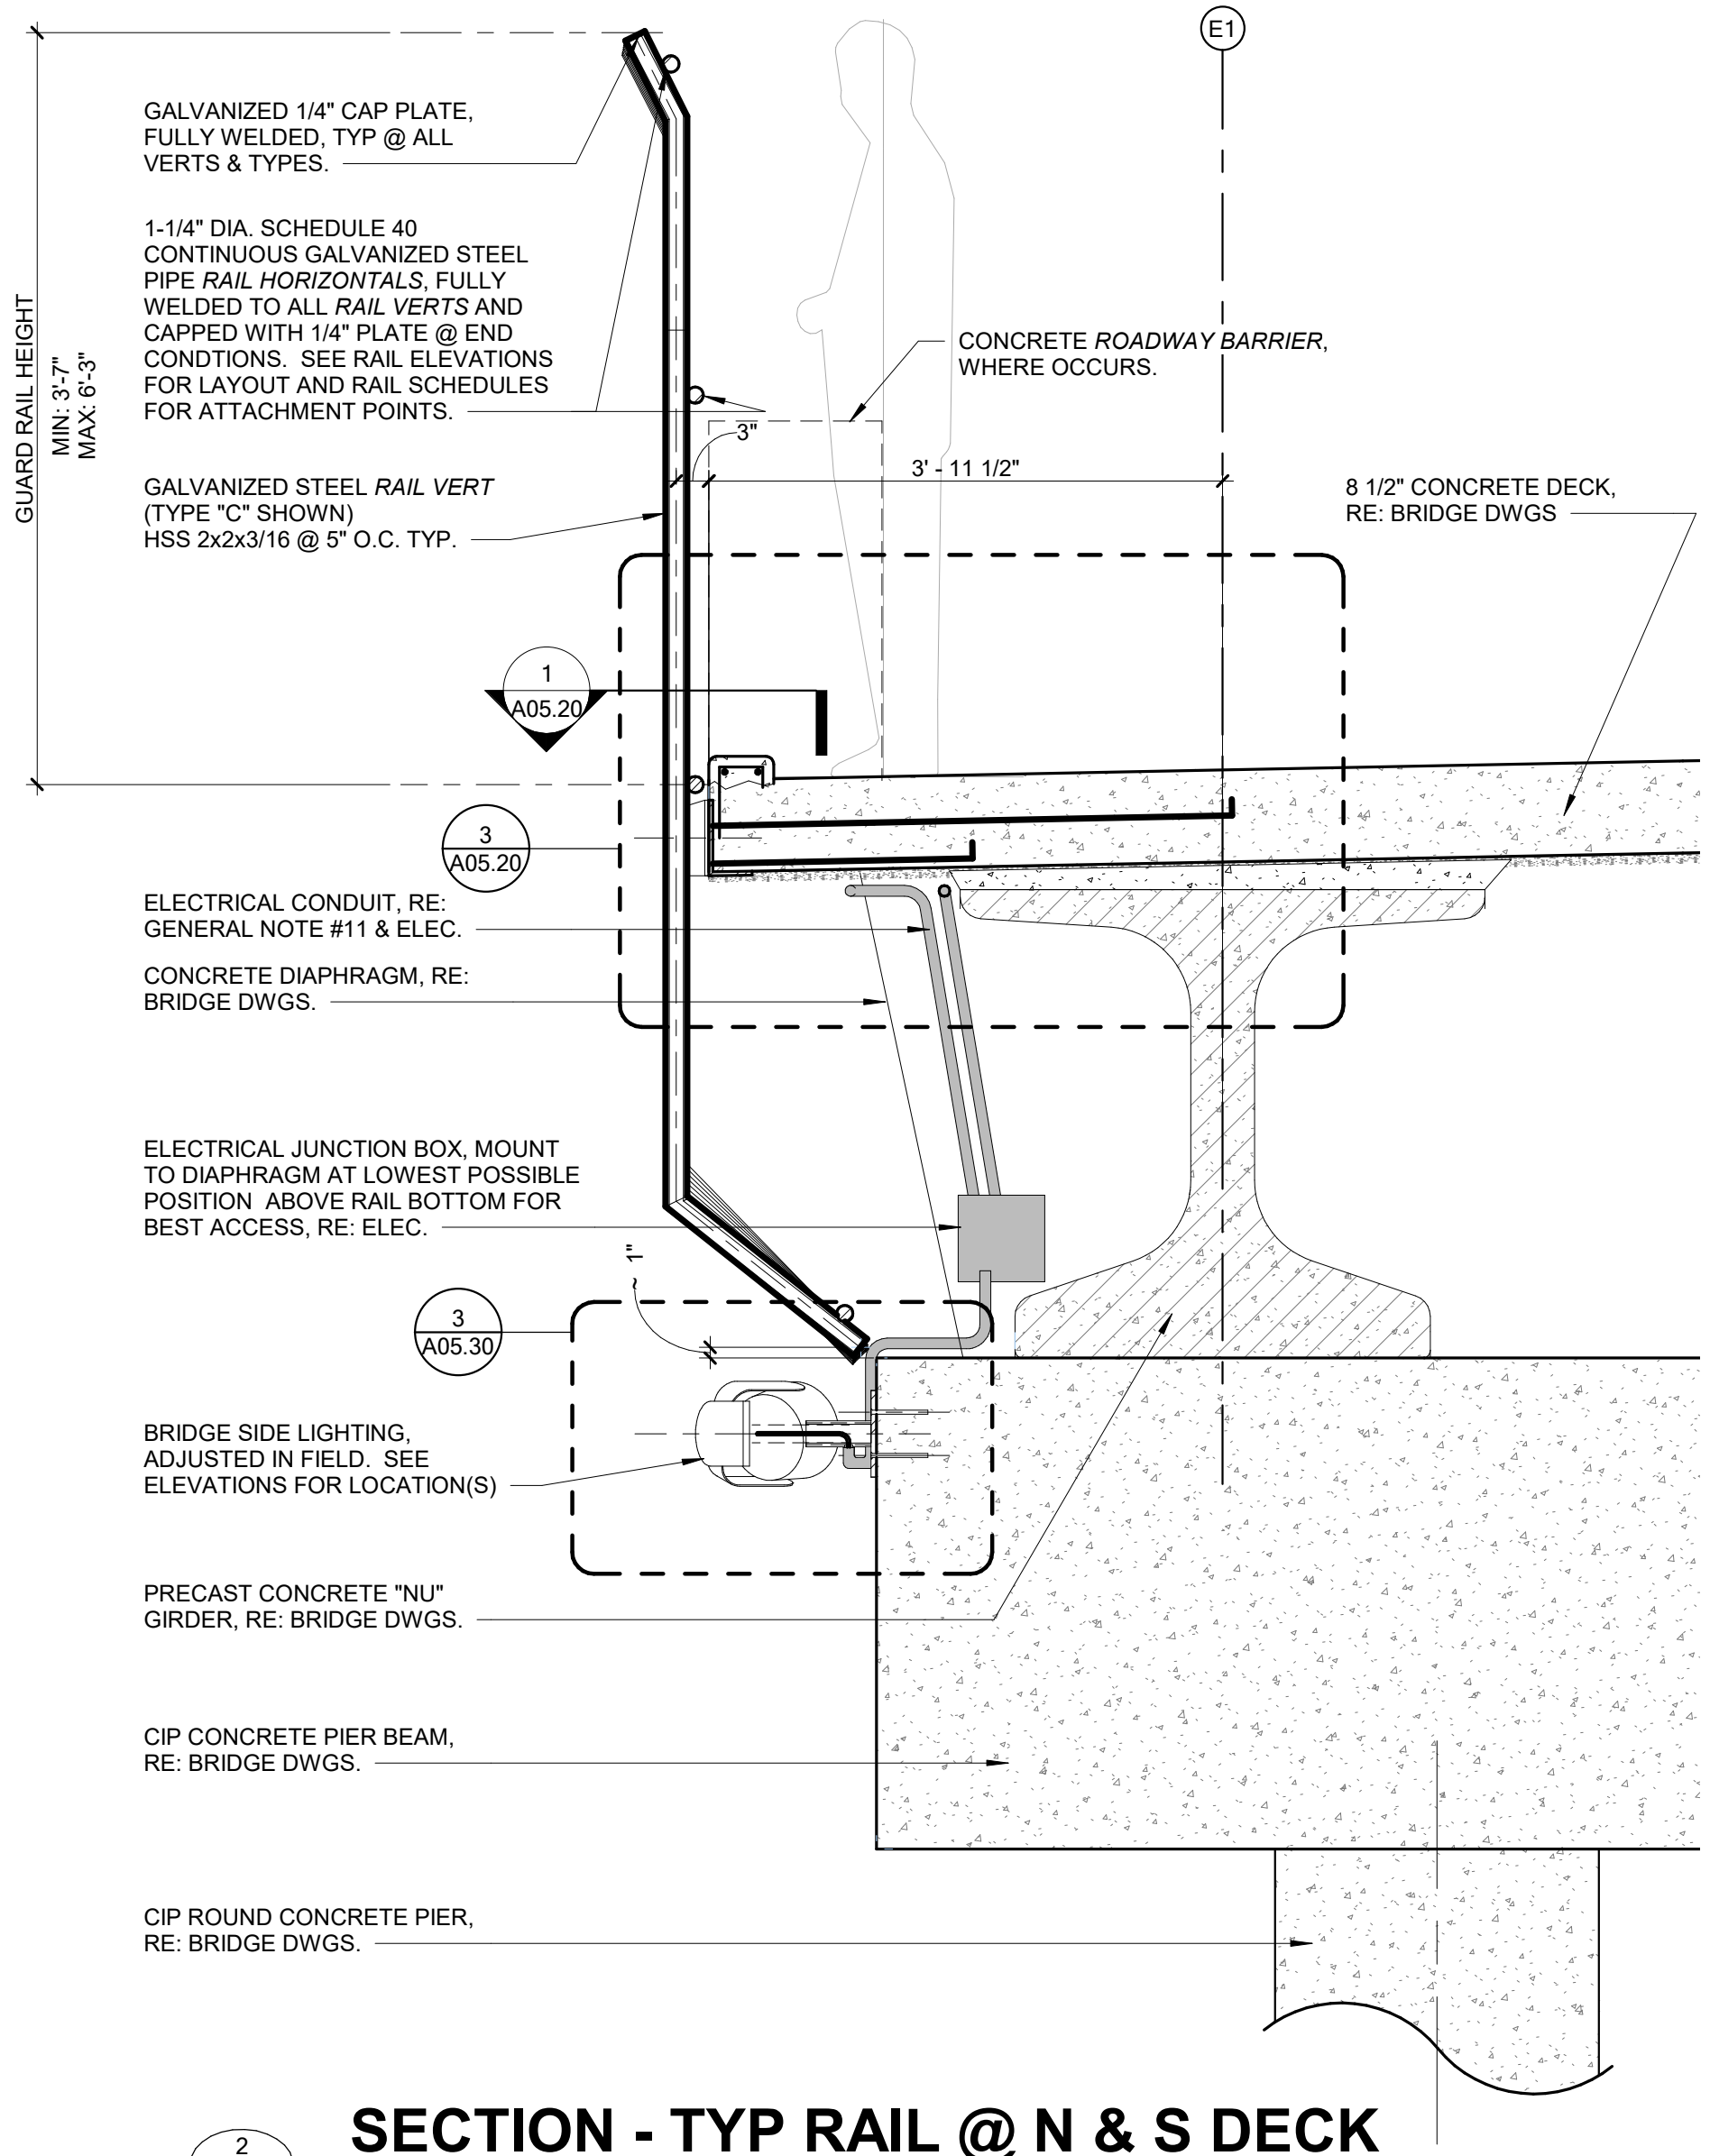 E1
GALVANIZED 1/4" CAP PLATE,
FULLY WELDED, TYP @ ALL
VERTS & TYPES.
1-1/4" DIA. SCHEDULE 40
CONTINUOUS GALVANIZED STEEL
PIPE RAIL HORIZONTALS, FULLY
WELDED TO ALL RAIL VERTS AND
CAPPED WITH 1/4" PLATE @ END
CONDTIONS.  SEE RAIL ELEVATIONS
FOR LAYOUT AND RAIL SCHEDULES
FOR ATTACHMENT POINTS.
GUARD RAIL HEIGHT
MIN: 3'-7"
MAX: 6'-3"
CONCRETE ROADWAY BARRIER,
WHERE OCCURS.
3"
3' - 11 1/2"
GALVANIZED STEEL RAIL VERT
(TYPE "C" SHOWN)
HSS 2x2x3/16 @ 5" O.C. TYP.
8 1/2" CONCRETE DECK,
RE: BRIDGE DWGS
1
A05.20
3
A05.20
ELECTRICAL CONDUIT, RE:
GENERAL NOTE #11 & ELEC.
CONCRETE DIAPHRAGM, RE:
BRIDGE DWGS.
ELECTRICAL JUNCTION BOX, MOUNT
TO DIAPHRAGM AT LOWEST POSSIBLE
POSITION  ABOVE RAIL BOTTOM FOR
BEST ACCESS, RE: ELEC.
~ 1"
3
A05.30
BRIDGE SIDE LIGHTING,
ADJUSTED IN FIELD.  SEE
ELEVATIONS FOR LOCATION(S)
PRECAST CONCRETE "NU"
GIRDER, RE: BRIDGE DWGS.
CIP CONCRETE PIER BEAM,
RE: BRIDGE DWGS.
CIP ROUND CONCRETE PIER,
RE: BRIDGE DWGS.
2
SECTION - TYP RAIL @ N & S DECK